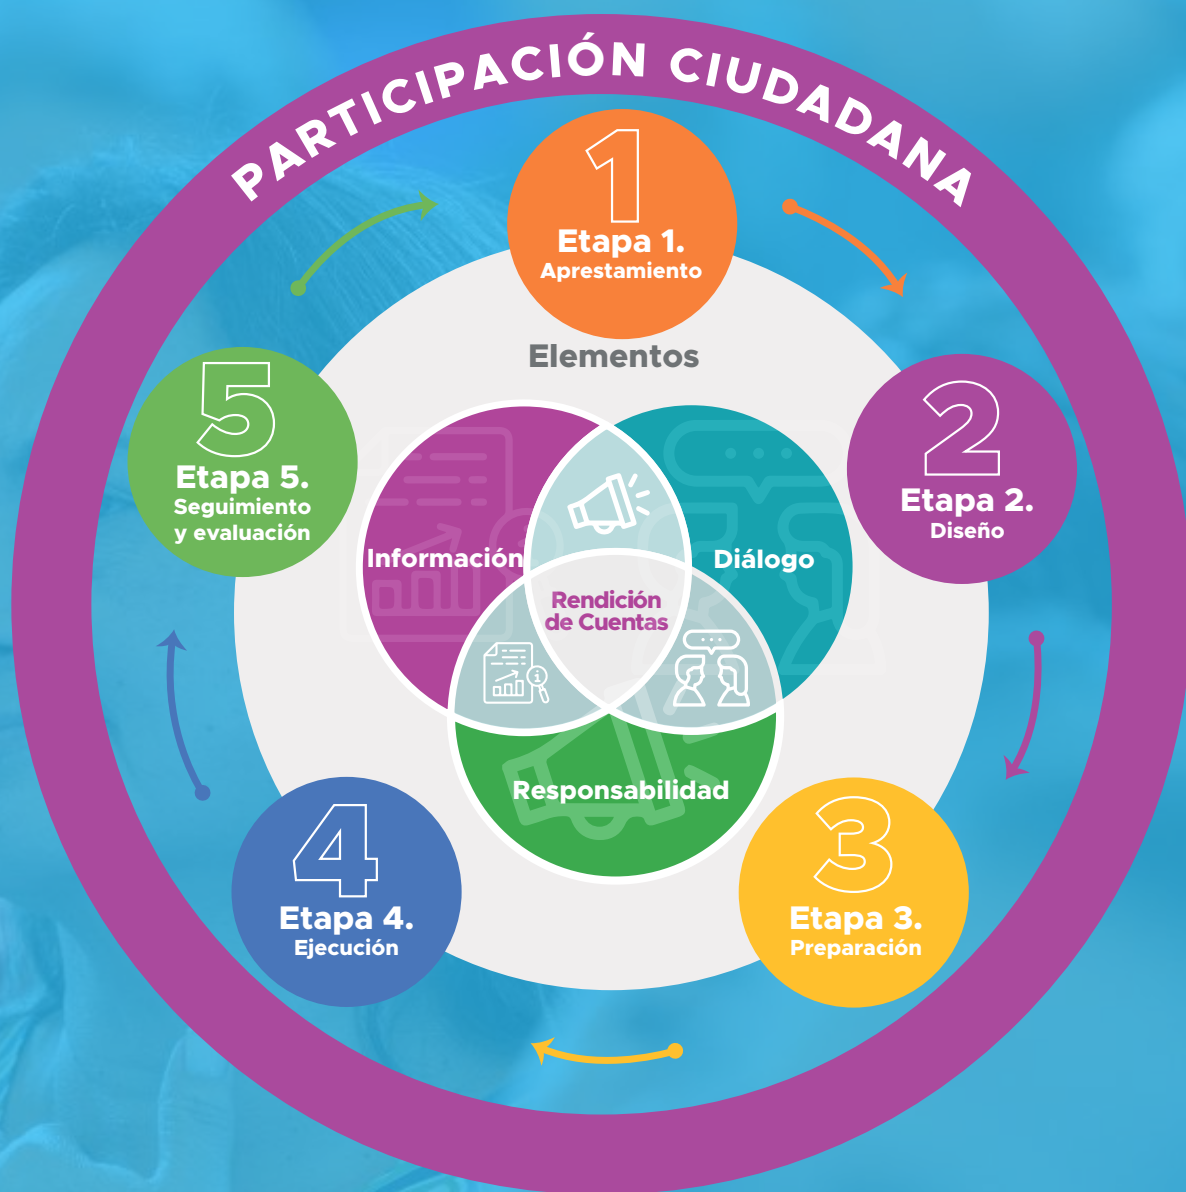 PARTICIPACIÓN CIUDADANA
1
Etapa 1.
Aprestamiento
2
Etapa 2.
Diseño
3
Etapa 3.
Preparación
4
Etapa 4.
Ejecución
5
Etapa 5.
Seguimiento
y evaluación
Elementos
Información
Diálogo
Rendición
de Cuentas
i
Responsabilidad